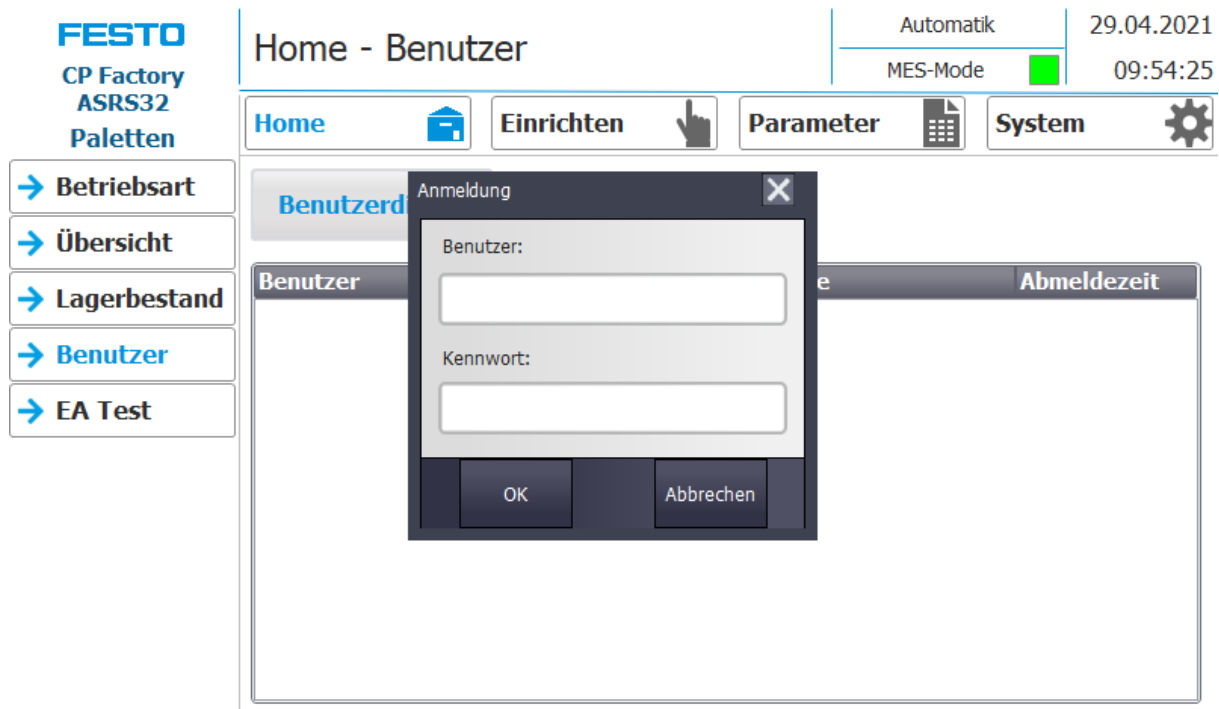 FESTO
CP Factory
ASRS32
Paletten
Home - Benutzer
Automatik
MES-Mode
29.04.2021
09:54:25
Home
Einrichten
Parameter
System
Betriebsart
Übersicht
Lagerbestand
Benutzer
EA Test
Anmeldung
Benutzer:
Kennwort:
OK
Abbrechen
Benutzer
Abmeldezeit